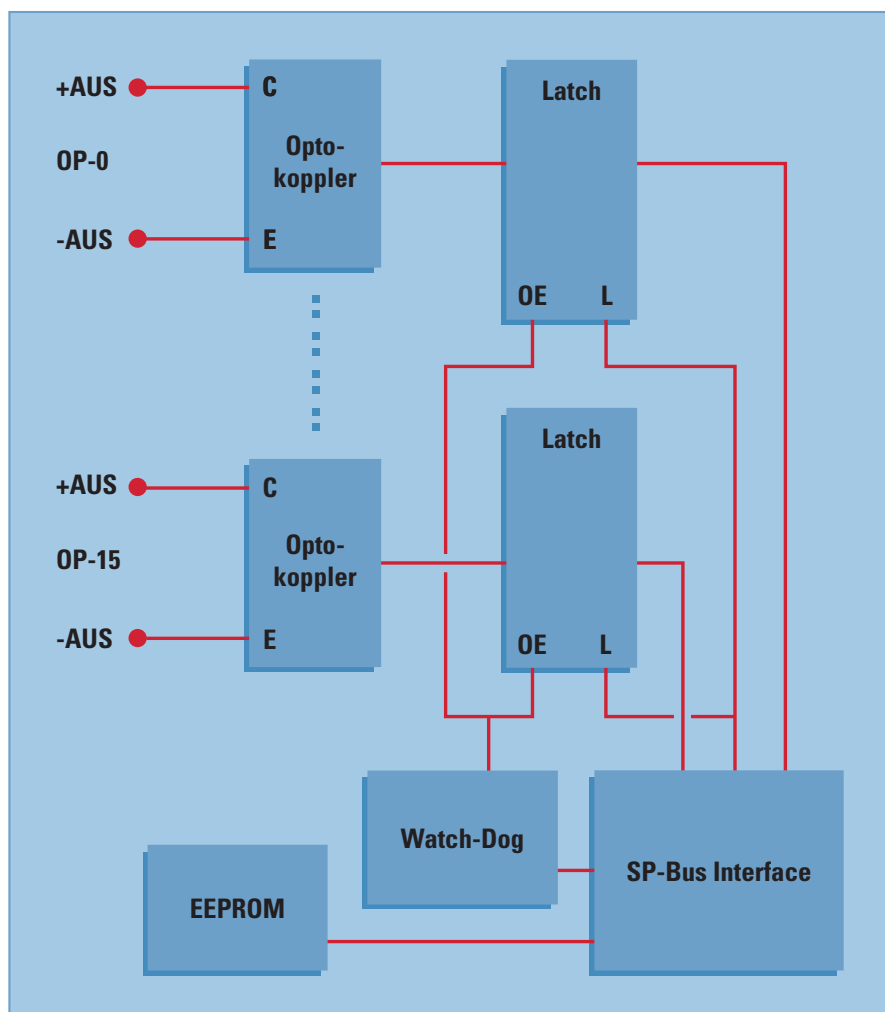 +AUS
C
Latch
OP-0
Opto-
koppler
-AUS
E
OE L
+AUS
C
Latch
OP-15
Opto-
koppler
-AUS
E
OE L
Watch-Dog
SP-Bus Interface
EEPROM